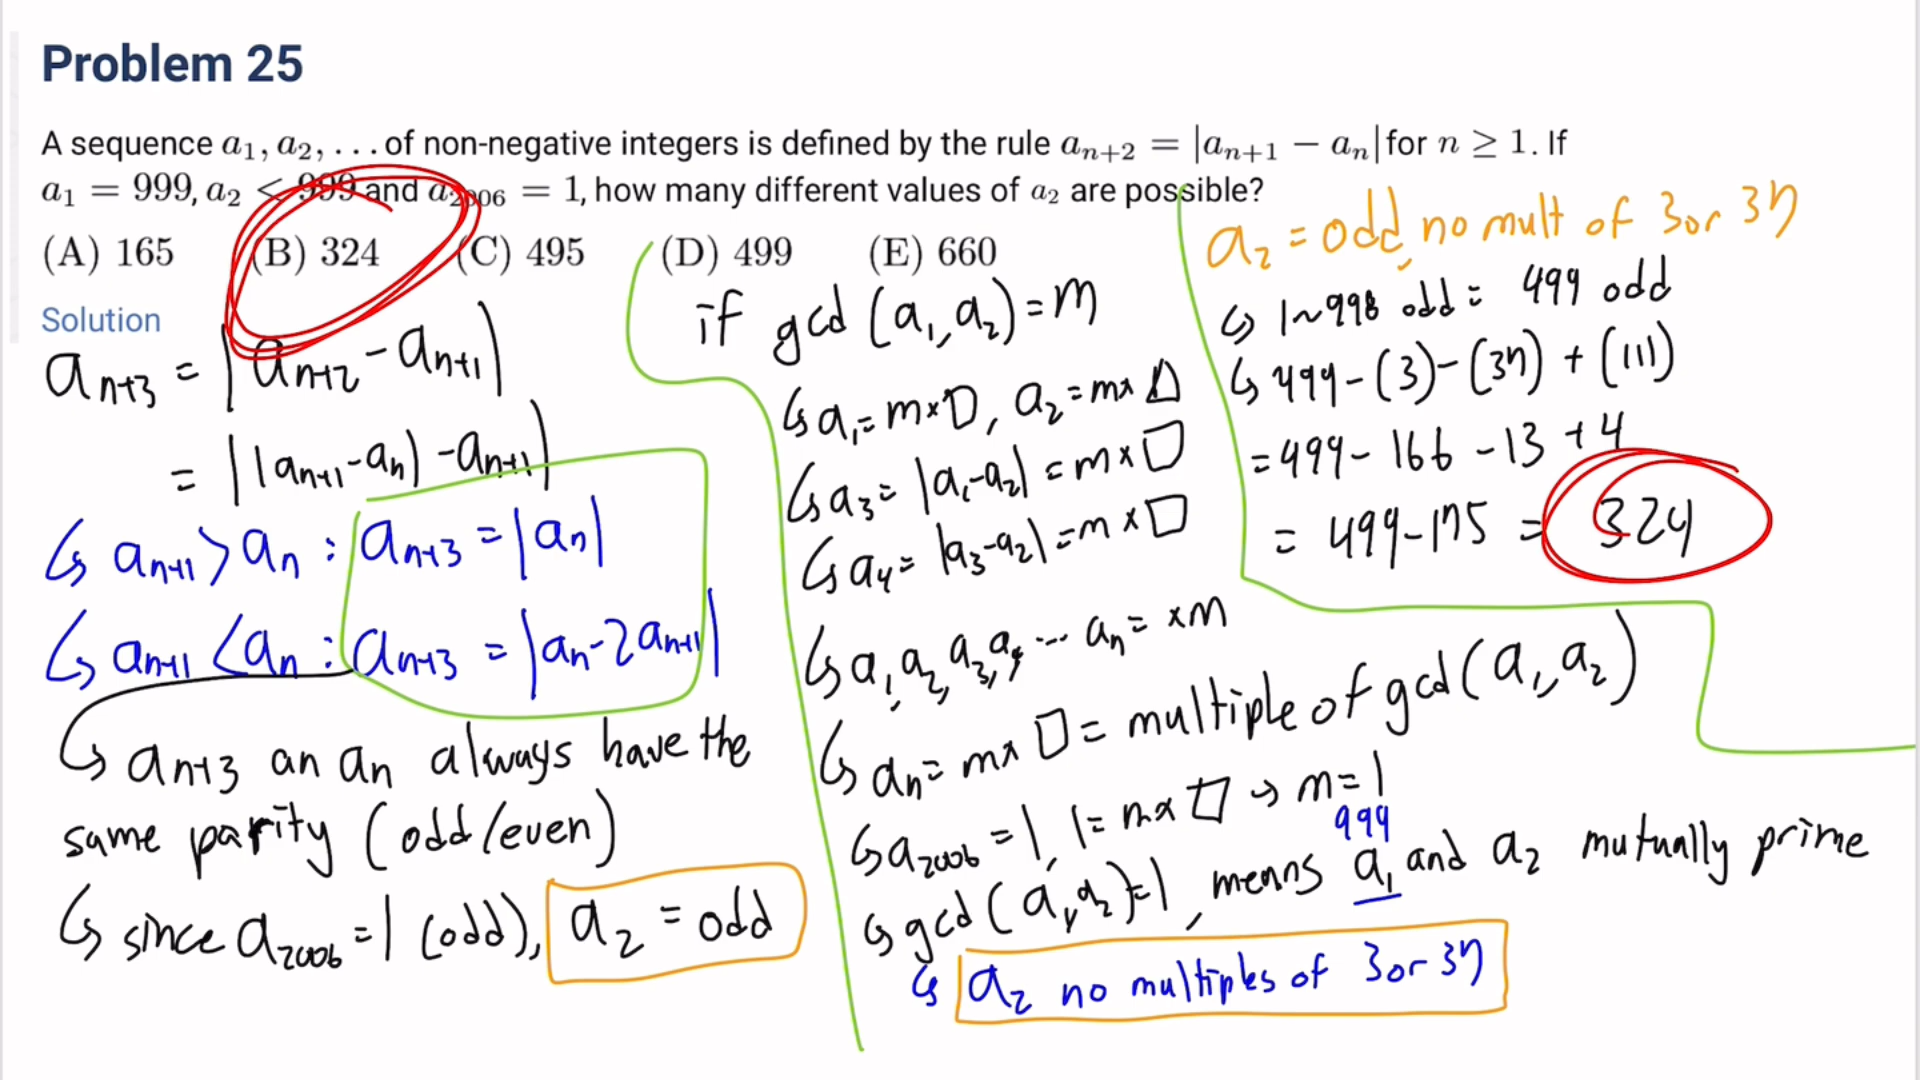 Problem 25
A sequence a₁, a₂, ... of non-negative integers is defined by the rule aₙ₊₂ = |aₙ₊₁ − aₙ| for n ≥ 1. If
a₁ = 999, a₂ < 999 and a₂₀₀₆ = 1, how many different values of a₂ are possible?
(A) 165 (B) 324 (C) 495 (D) 499 (E) 660
Solution
aₙ₊₃ = |aₙ₊₂ - aₙ₊₁|
= ||aₙ₊₁-aₙ| -aₙ₊₁|
↳ aₙ₊₁ > aₙ : aₙ₊₃ = |aₙ|
↳ aₙ₊₁ < aₙ : aₙ₊₃ = |aₙ-2aₙ₊₁|
↳ aₙ₊₃ an aₙ always have the
same parity (odd/even)
↳ since a₂₀₀₆ = 1 (odd), a₂ = odd
if gcd (a₁, a₂) = m
↳ a₁ = m×□, a₂ = m× △
↳ a₃ = |a₁-a₂| = m×□
↳ a₄ = |a₃-a₂| = m×□
↳ a₁, a₂, a₃, a₄ ... aₙ = ×m
↳ aₙ = m× □ = multiple of gcd (a₁, a₂)
↳ a₂₀₀₆ = 1, 1 = m×□ → m = 1
999
↳ gcd (a₁, a₂) = 1, means a₁ and a₂ mutually prime
↳ a₂ no multiples of 3 or 37
a₂ = odd, no mult of 3 or 37
↳ 1~998 odd = 499 odd
↳ 499 - (3) - (37) + (111)
= 499 - 166 - 13 + 4
= 499 - 175 = 324